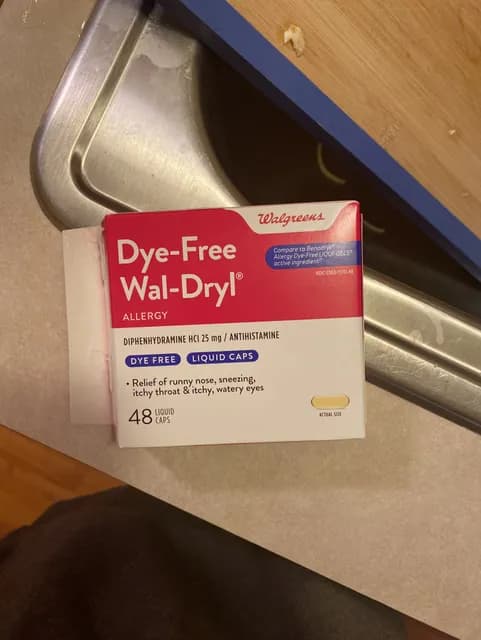 Walgreens
Dye-Free
Wal-Dryl®
ALLERGY
Compare to Benadryl®
Allergy Dye-Free LIQUI-GELS®
active ingredient
DIPHENHYDRAMINE HCl 25 mg / ANTIHISTAMINE
DYE FREE LIQUID CAPS
• Relief of runny nose, sneezing,
itchy throat & itchy, watery eyes
48 LIQUID
CAPS
ACTUAL SIZE